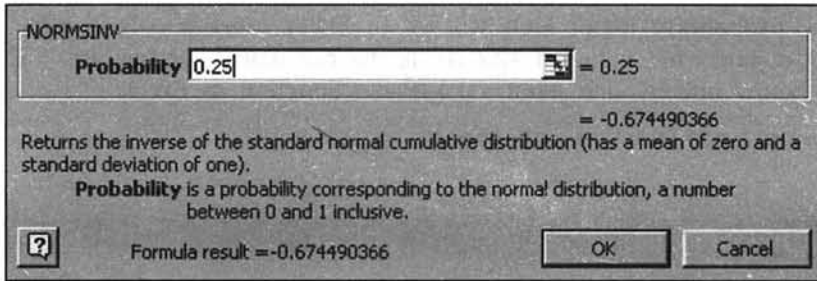 NORMSINV
Probability 0.25 = 0.25
= -0.674490366
Returns the inverse of the standard normal cumulative distribution (has a mean of zero and a
standard deviation of one).
Probability is a probability corresponding to the normal distribution, a number
between 0 and 1 inclusive.
? Formula result =-0.674490366 OK Cancel